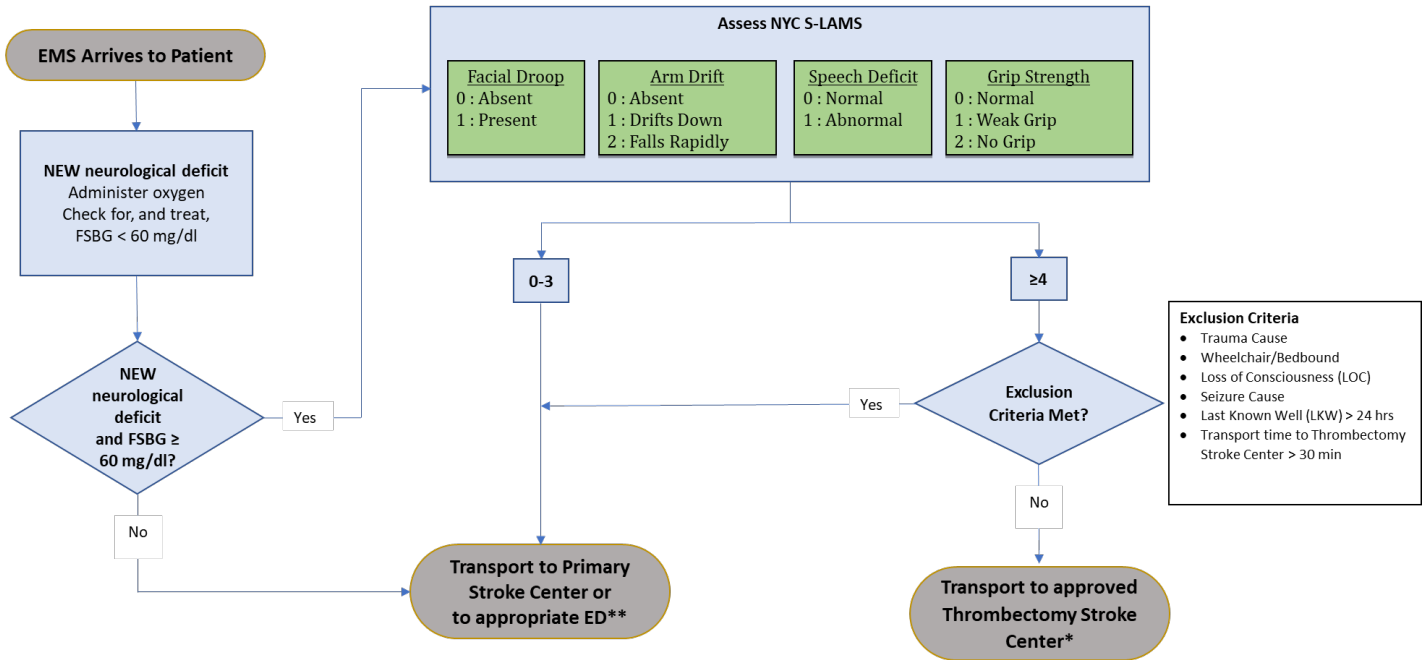 EMS Arrives to Patient
NEW neurological deficit
Administer oxygen
Check for, and treat,
FSBG < 60 mg/dl
NEW
neurological
deficit
and FSBG ≥
60 mg/dl?
Yes
No
Assess NYC S-LAMS
Facial Droop
0 : Absent
1 : Present
Arm Drift
0 : Absent
1 : Drifts Down
2 : Falls Rapidly
Speech Deficit
0 : Normal
1 : Abnormal
Grip Strength
0 : Normal
1 : Weak Grip
2 : No Grip
0-3
≥4
Exclusion
Criteria Met?
Yes
No
Exclusion Criteria
• Trauma Cause
• Wheelchair/Bedbound
• Loss of Consciousness (LOC)
• Seizure Cause
• Last Known Well (LKW) > 24 hrs
• Transport time to Thrombectomy
Stroke Center > 30 min
Transport to Primary
Stroke Center or
to appropriate ED**
Transport to approved
Thrombectomy Stroke
Center*